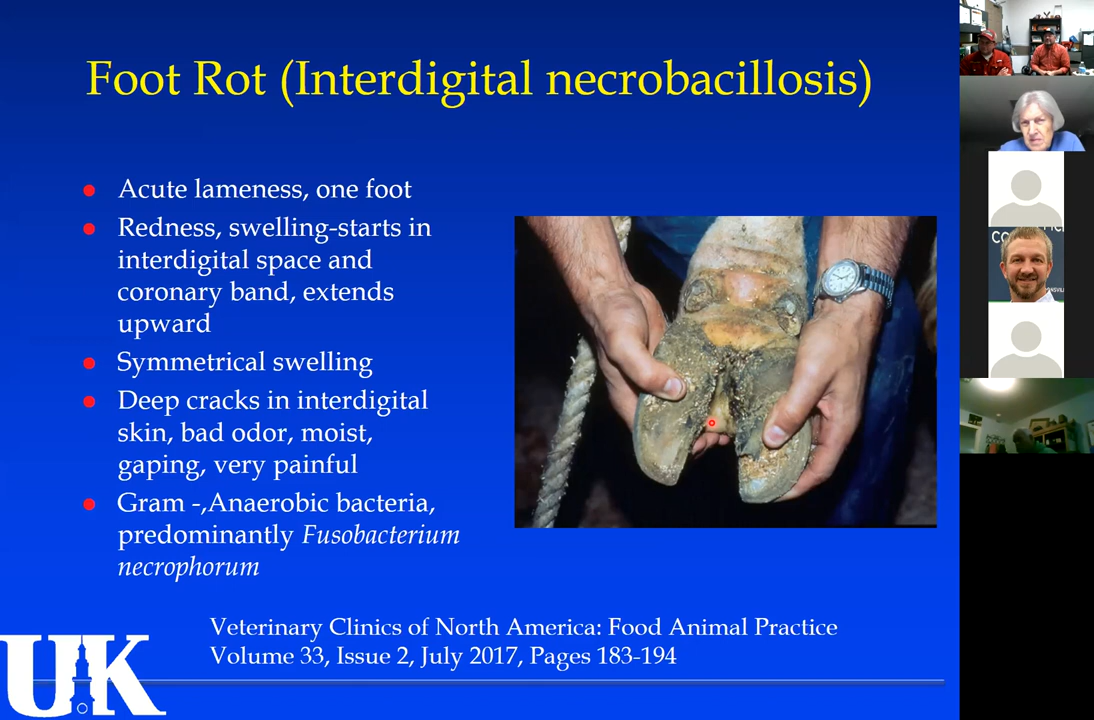 Foot Rot (Interdigital necrobacillosis)
Acute lameness, one foot
Redness, swelling-starts in
interdigital space and
coronary band, extends
upward
Symmetrical swelling
Deep cracks in interdigital
skin, bad odor, moist,
gaping, very painful
Gram -,Anaerobic bacteria,
predominantly Fusobacterium
necrophorum
Veterinary Clinics of North America: Food Animal Practice
Volume 33, Issue 2, July 2017, Pages 183-194
UK